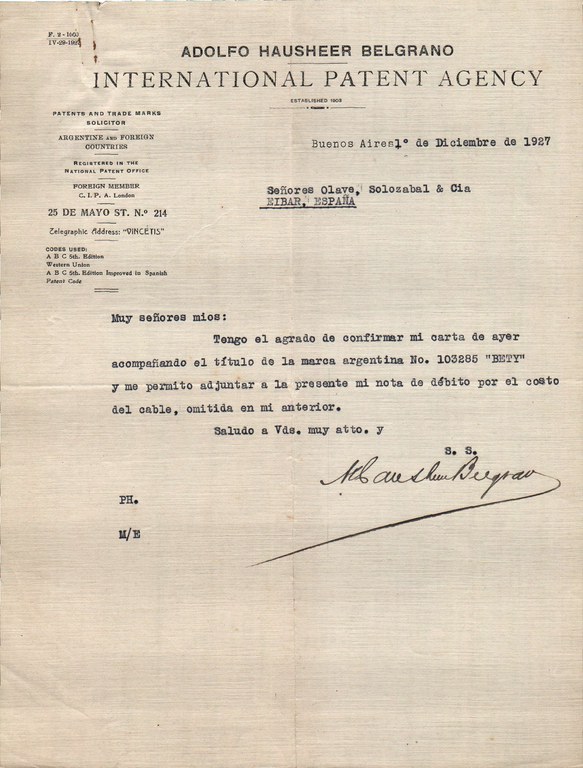 F. 2 - 1500
ADOLFO HAUSHEER BELGRANO
INTERNATIONAL PATENT AGENCY
ESTABLISHED 1903
PATENTS AND TRADE MARKS
SOLICITOR
ARGENTINE AND FOREIGN
COUNTRIES
REGISTERED IN THE
NATIONAL PATENT OFFICE
FOREIGN MEMBER
C. I. P. A. London
25 DE MAYO ST. N.º 214
Telegraphic Address: "VINCETIS"
CODES USED:
A B C 5th. Edition
Western Union
A B C 5th. Edition Improved in Spanish
Patent Code
Buenos Aires 1º de Diciembre de 1927
Señores Olave, Solozabal & Cia
EIBAR, ESPAÑA
Muy señores mios:
Tengo el agrado de confirmar mi carta de ayer
acompañando el título de la marca argentina No. 103285 "BETY"
y me permito adjuntar a la presente mi nota de débito por el costo
del cable, omitida en mi anterior.
Saludo a Vds. muy atto. y
S. S.
PH.
M/E